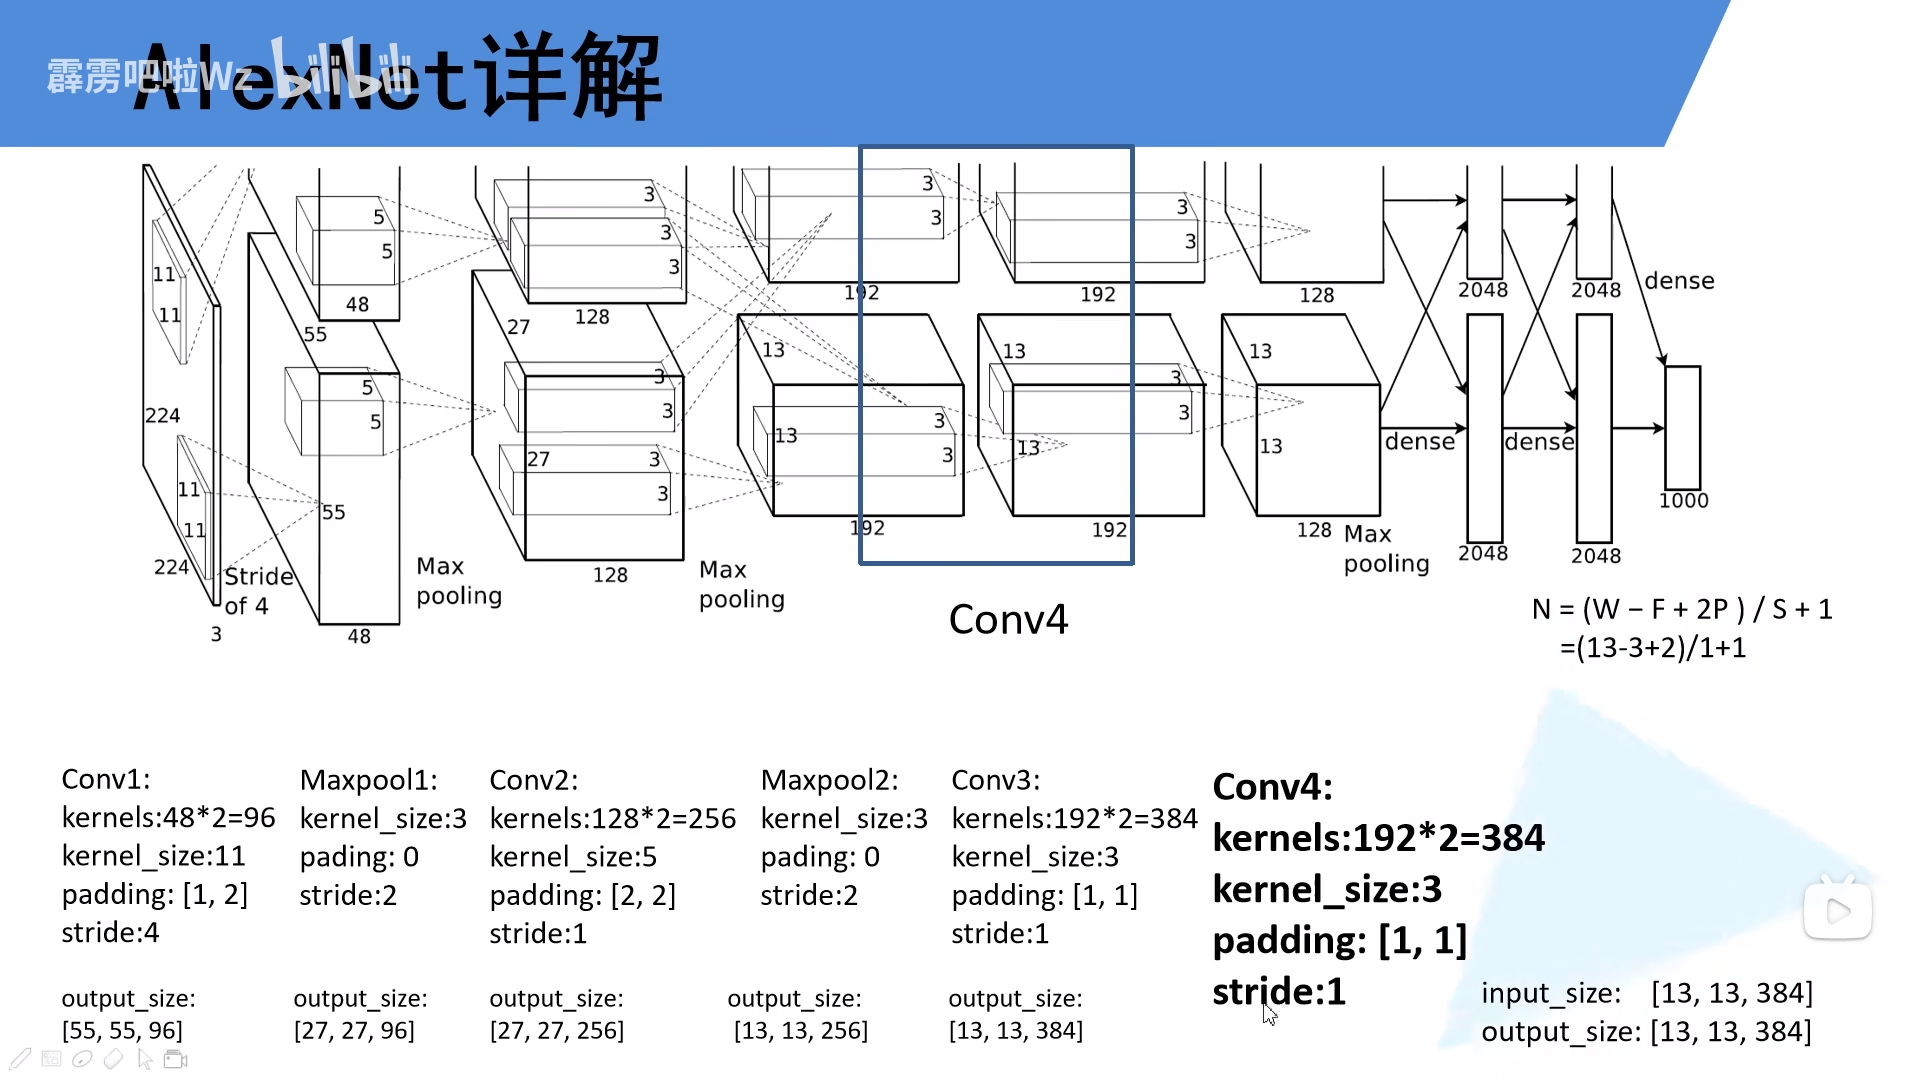 AlexNet详解
霹雳吧啦Wz bilibili
3
3
3
3
5
3
3
3
5
3
3
3
11
48
192
192
128
2048
2048
dense
11
55
27
128
13
13
13
5
3
3
3
5
3
3
3
224
13
3
13
13
dense
dense
27
3
3
11
3
1000
55
11
192
192
128
Max
pooling
2048
2048
224
Stride
of 4
Max
pooling
128
Max
pooling
3
48
Conv4
N = (W − F + 2P ) / S + 1
=(13-3+2)/1+1
Conv1:
kernels:48*2=96
kernel_size:11
padding: [1, 2]
stride:4
output_size:
[55, 55, 96]
Maxpool1:
kernel_size:3
pading: 0
stride:2
output_size:
[27, 27, 96]
Conv2:
kernels:128*2=256
kernel_size:5
padding: [2, 2]
stride:1
output_size:
[27, 27, 256]
Maxpool2:
kernel_size:3
pading: 0
stride:2
output_size:
[13, 13, 256]
Conv3:
kernels:192*2=384
kernel_size:3
padding: [1, 1]
stride:1
output_size:
[13, 13, 384]
Conv4:
kernels:192*2=384
kernel_size:3
padding: [1, 1]
stride:1
input_size: [13, 13, 384]
output_size: [13, 13, 384]